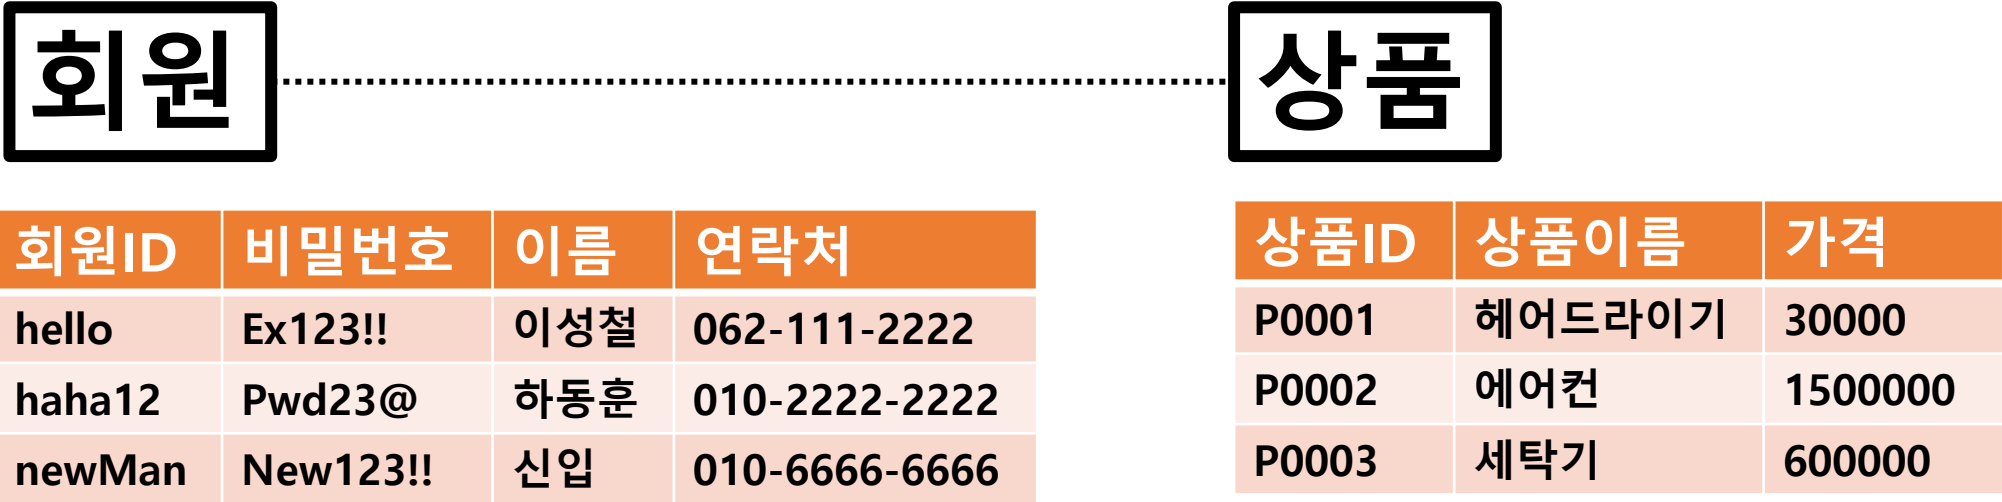 회원
상품
회원ID 비밀번호 이름 연락처
hello Ex123!! 이성철 062-111-2222
haha12 Pwd23@ 하동훈 010-2222-2222
newMan New123!! 신입 010-6666-6666
상품ID 상품이름 가격
P0001 헤어드라이기 30000
P0002 에어컨 1500000
P0003 세탁기 600000